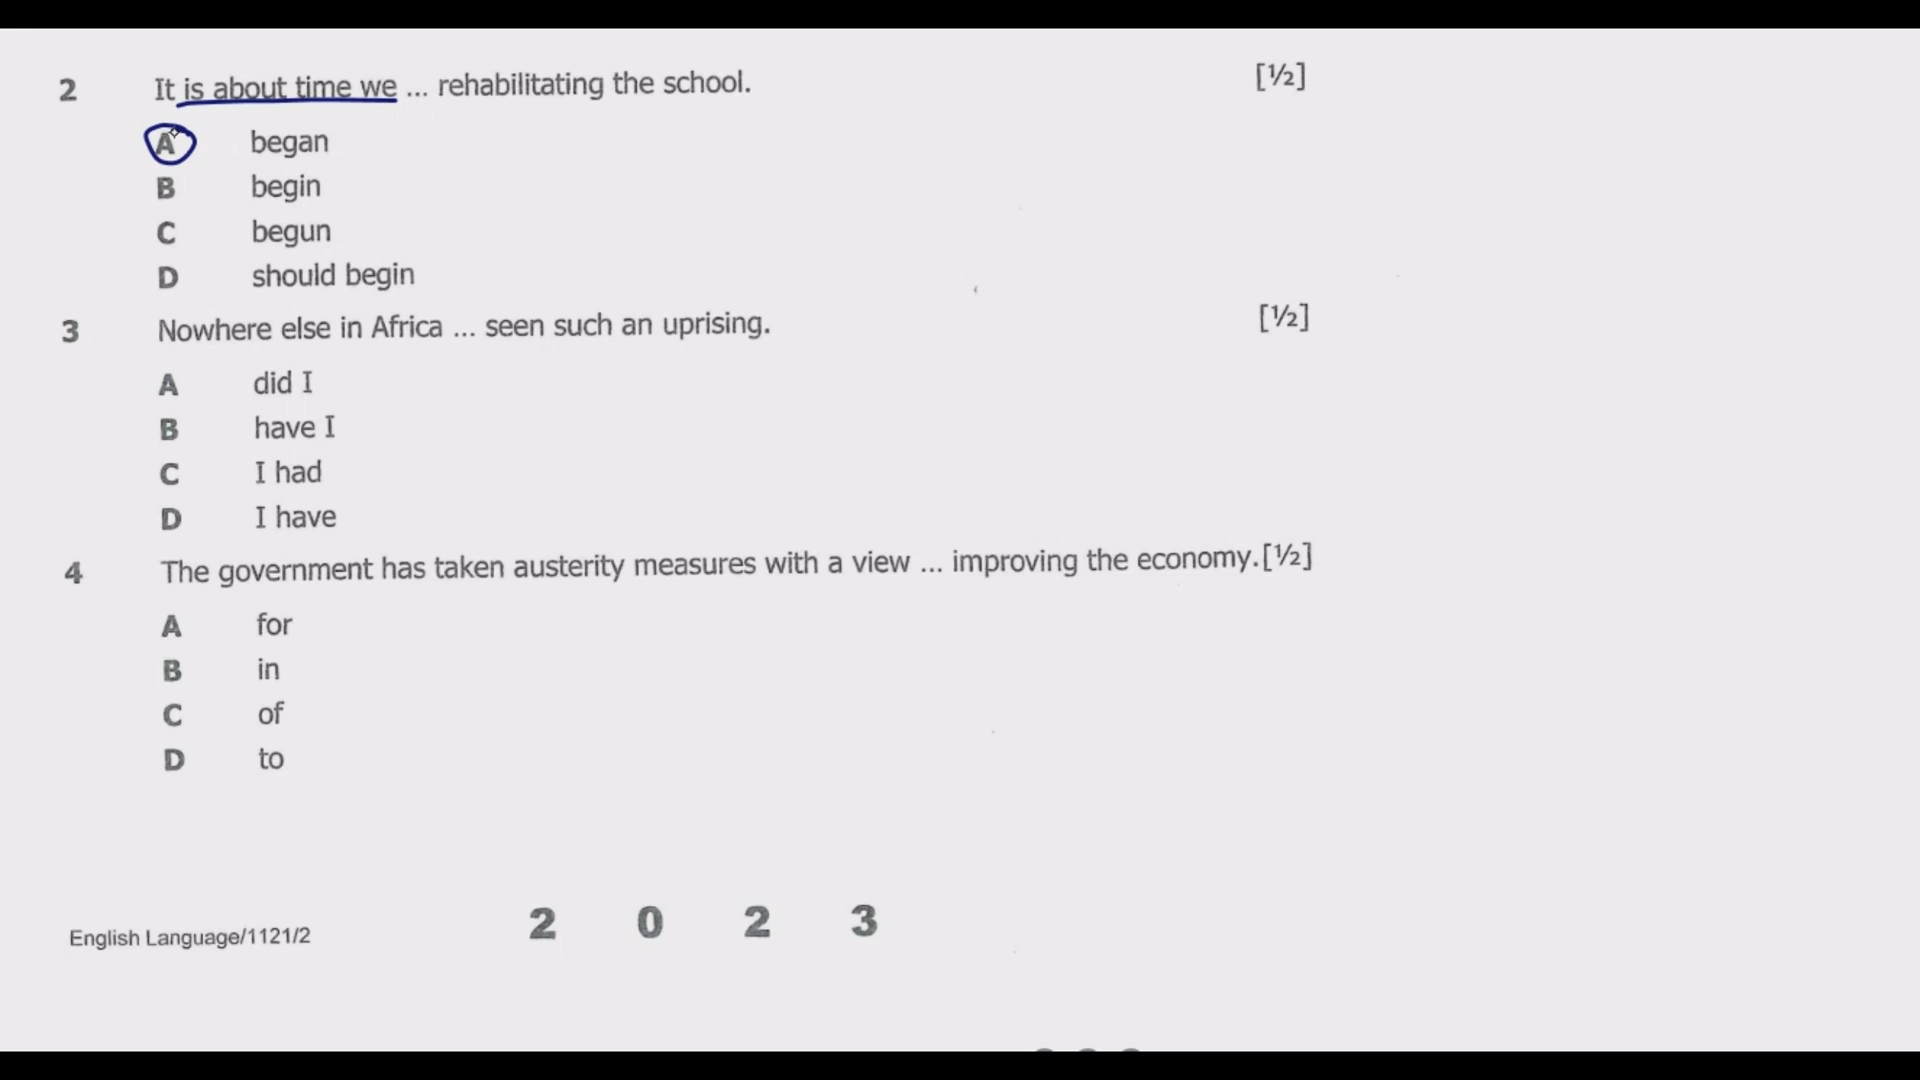 2 It is about time we ... rehabilitating the school. [½]
A began
B begin
C begun
D should begin
3 Nowhere else in Africa ... seen such an uprising. [½]
A did I
B have I
C I had
D I have
4 The government has taken austerity measures with a view ... improving the economy.[½]
A for
B in
C of
D to
English Language/1121/2 2 0 2 3